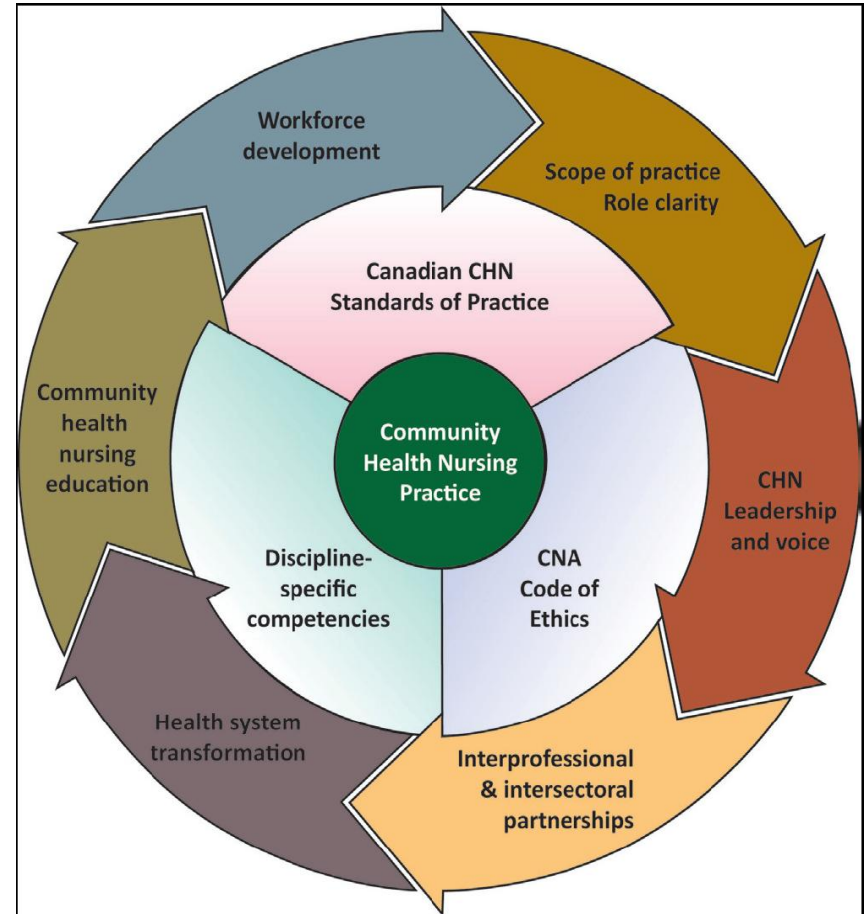 Workforce
development
Scope of practice
Role clarity
Canadian CHN
Standards of Practice
Community
health
nursing
education
Community
Health Nursing
Practice
CHN
Leadership
and voice
Discipline-
specific
competencies
CNA
Code of
Ethics
Health system
transformation
Interprofessional
& intersectoral
partnerships